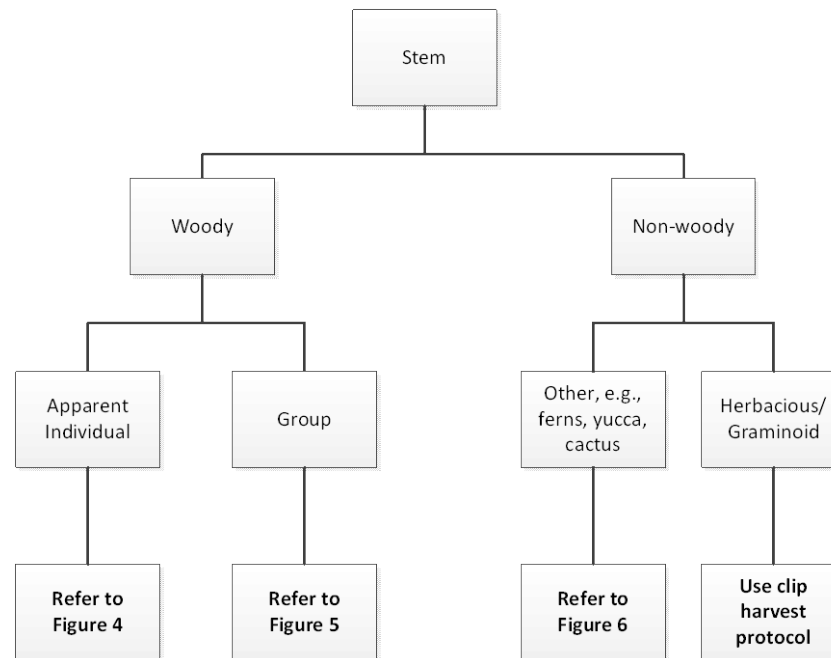 Stem
Woody
Non-woody
Apparent
Individual
Group
Other, e.g.,
ferns, yucca,
cactus
Herbacious/
Graminoid
Refer to
Figure 4
Refer to
Figure 5
Refer to
Figure 6
Use clip
harvest
protocol